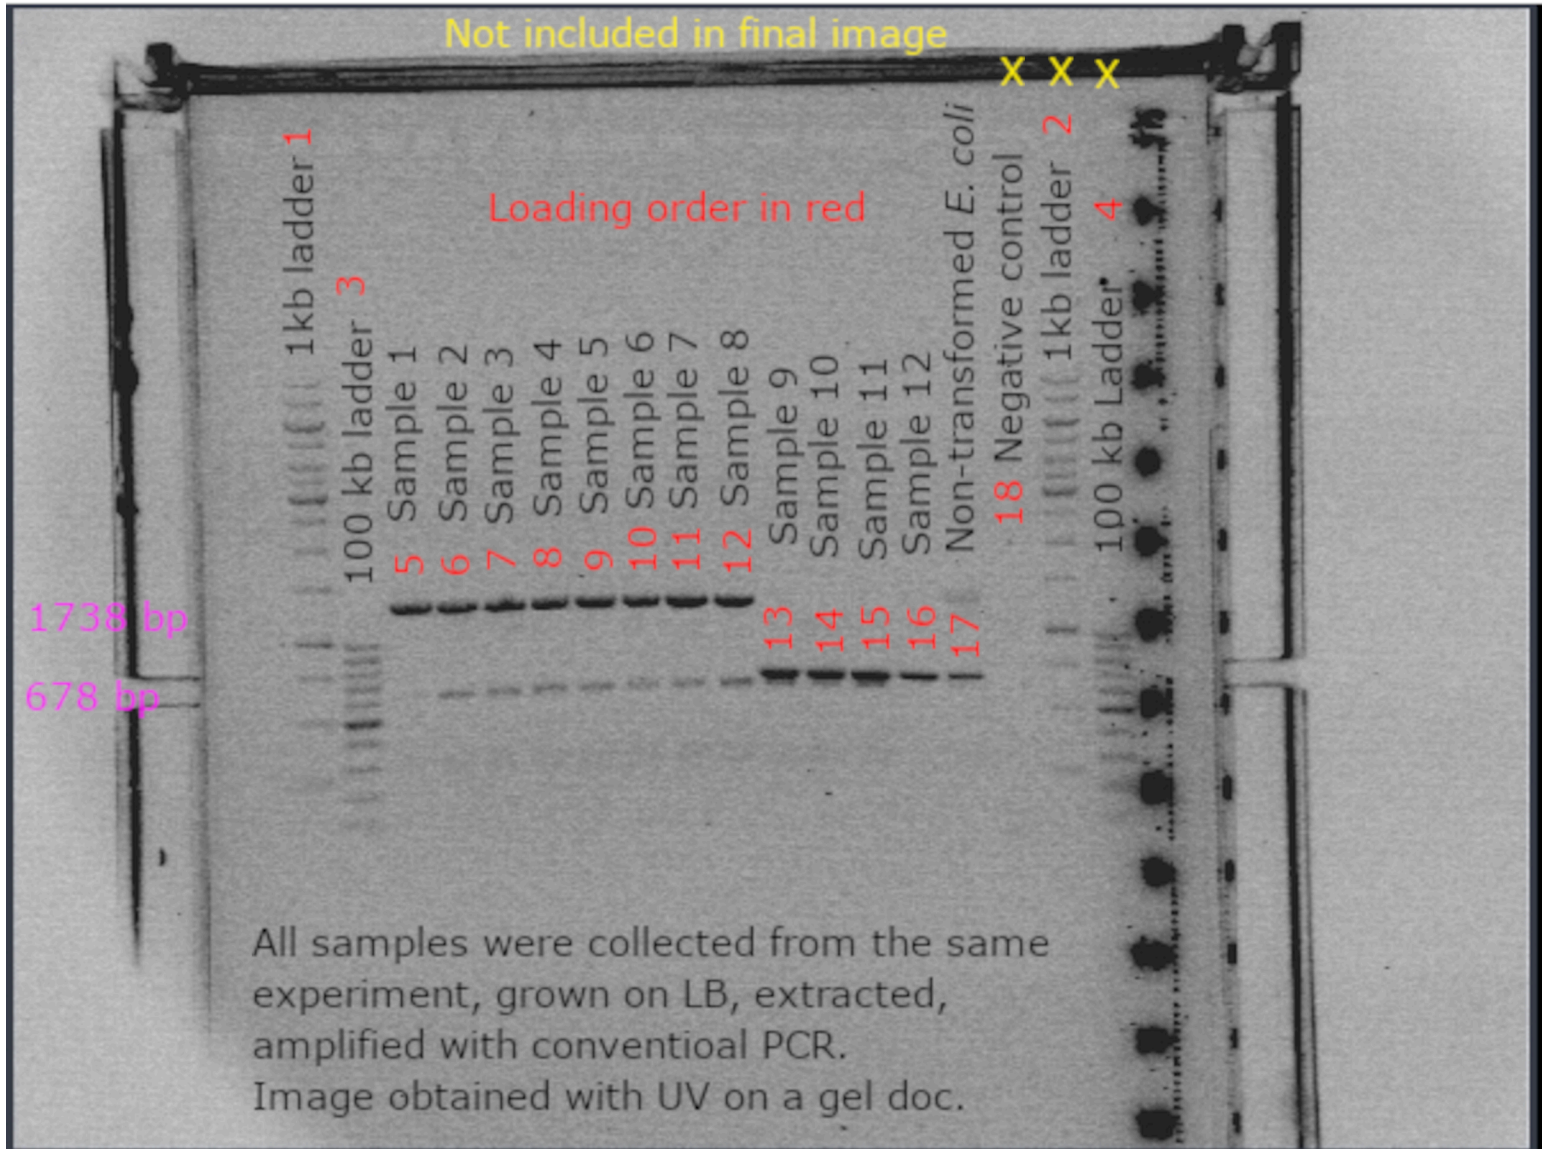 Not included in final image
X X X
Loading order in red
1kb ladder 1
100 kb ladder 3
5 Sample 1
6 Sample 2
7 Sample 3
8 Sample 4
9 Sample 5
10 Sample 6
11 Sample 7
12 Sample 8
13 Sample 9
14 Sample 10
15 Sample 11
16 Sample 12
17 Non-transformed E. coli
18 Negative control
1kb ladder 2
100 kb Ladder 4
1738 bp
678 bp
All samples were collected from the same
experiment, grown on LB, extracted,
amplified with conventioal PCR.
Image obtained with UV on a gel doc.